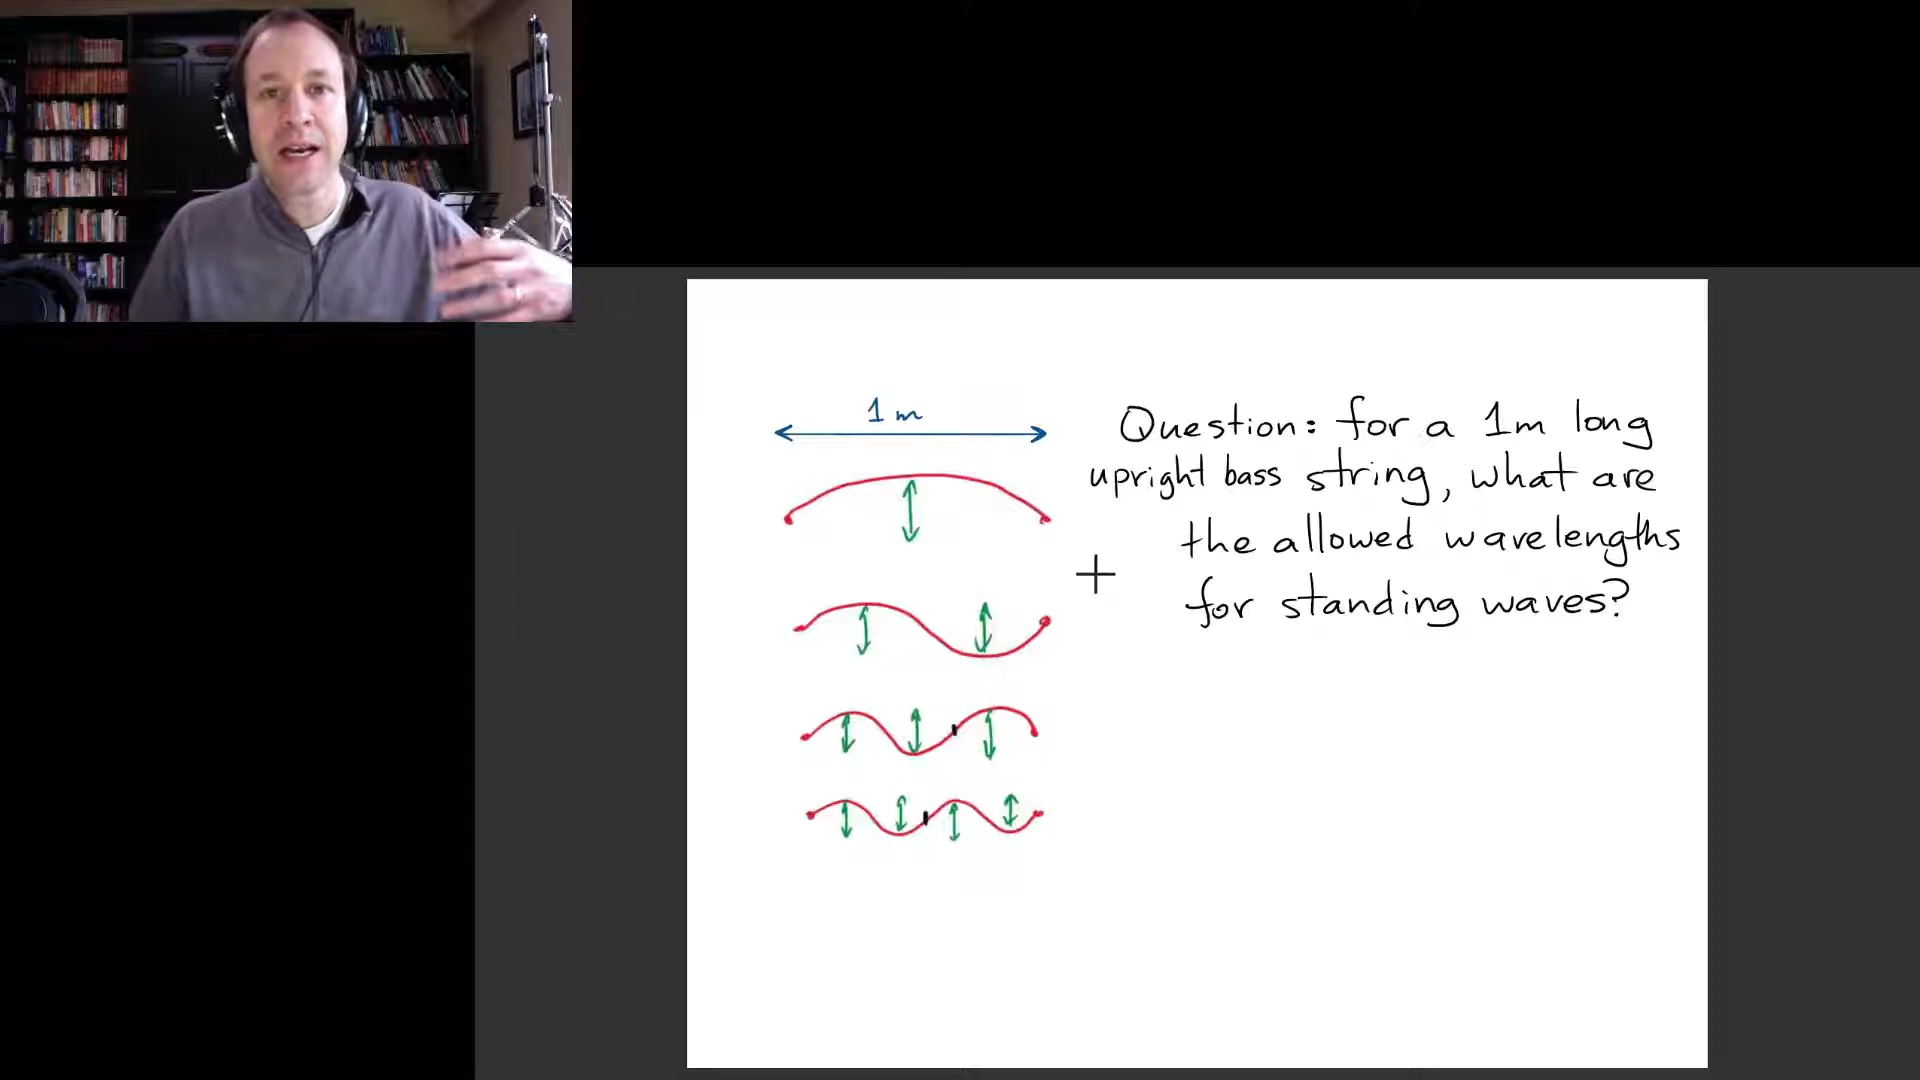 1 m
Question: for a 1m long
upright bass string, what are
the allowed wavelengths
for standing waves?